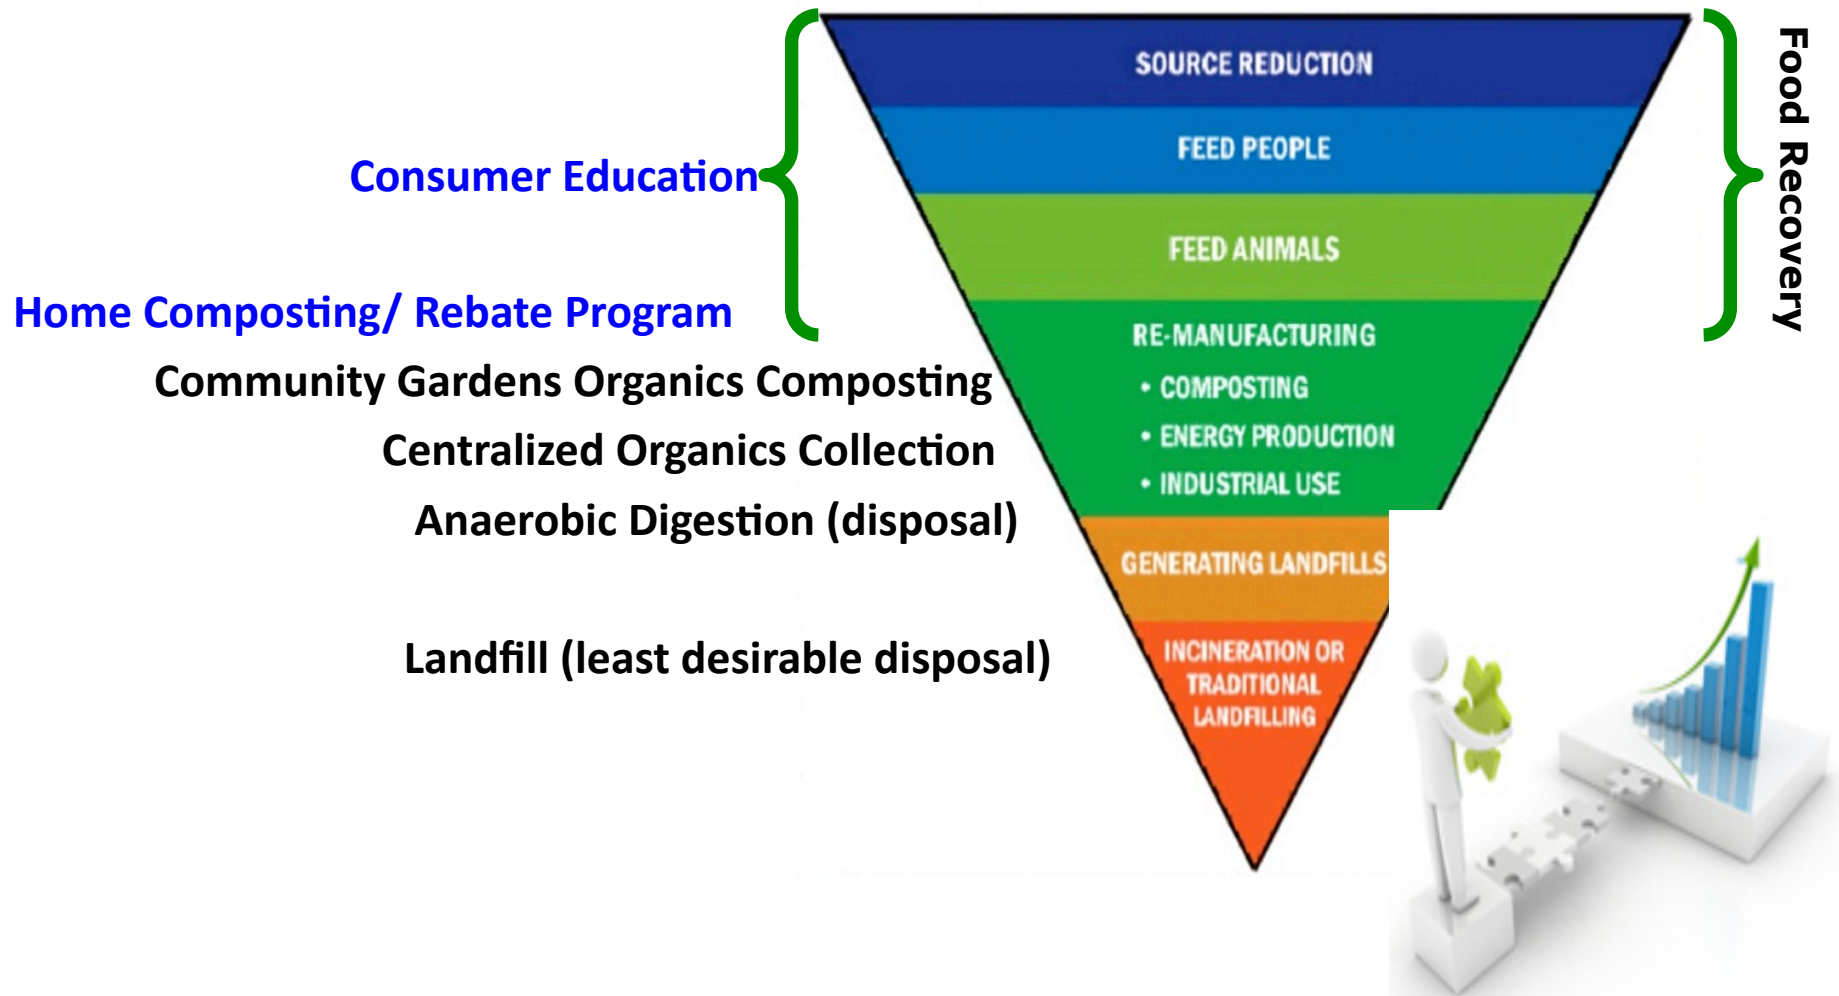 SOURCE REDUCTION
FEED PEOPLE
Consumer Education
FEED ANIMALS
Food Recovery
Home Composting/ Rebate Program
RE-MANUFACTURING
Community Gardens Organics Composting
• COMPOSTING
• ENERGY PRODUCTION
Centralized Organics Collection
• INDUSTRIAL USE
Anaerobic Digestion (disposal)
GENERATING LANDFILLS
Landfill (least desirable disposal)
INCINERATION OR
TRADITIONAL
LANDFILLING